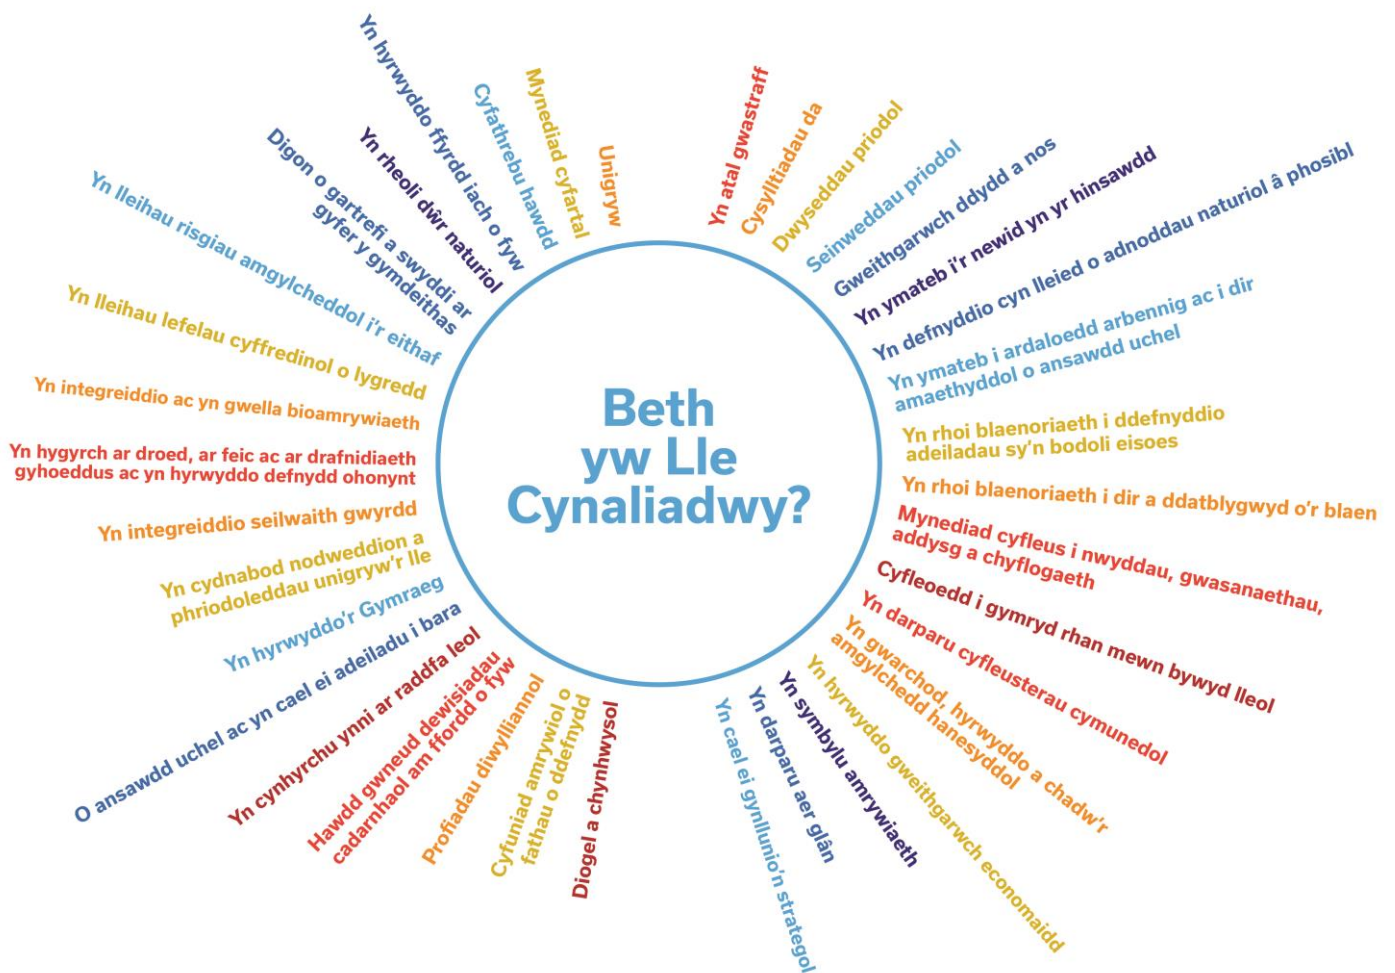 Beth
yw Lle
Cynaliadwy?
Yn atal gwastraff
Cysylltiadau da
Dwyseddau priodol
Seinweddau priodol
Gweithgarwch ddydd a nos
Yn ymateb i'r newid yn yr hinsawdd
Yn defnyddio cyn lleied o adnoddau naturiol â phosibl
Yn ymateb i ardaloedd arbennig ac i dir
amaethyddol o ansawdd uchel
Yn rhoi blaenoriaeth i ddefnyddio
adeiladau sy'n bodoli eisoes
Yn rhoi blaenoriaeth i dir a ddatblygwyd o'r blaen
Mynediad cyfleus i nwyddau, gwasanaethau,
addysg a chyflogaeth
Cyfleoedd i gymryd rhan mewn bywyd lleol
Yn darparu cyfleusterau cymunedol
Yn gwarchod, hyrwyddo a chadw'r
amgylchedd hanesyddol
Yn hyrwyddo gweithgarwch economaidd
Yn symbylu amrywiaeth
Yn darparu aer glân
Yn cael ei gynllunio'n strategol
Diogel a chynhwysol
Cyfuniad amrywiol o
fathau o ddefnydd
Profiadau diwylliannol
Hawdd gwneud dewisiadau
cadarnhaol am ffordd o fyw
Yn cynhyrchu ynni ar raddfa leol
O ansawdd uchel ac yn cael ei adeiladu i bara
Yn hyrwyddo'r Gymraeg
Yn cydnabod nodweddion a
phriodoleddau unigryw'r lle
Yn integreiddio seilwaith gwyrdd
Yn hygyrch ar droed, ar feic ac ar drafnidiaeth
gyhoeddus ac yn hyrwyddo defnydd ohonynt
Yn integreiddio ac yn gwella bioamrywiaeth
Yn lleihau lefelau cyffredinol o lygredd
Yn lleihau risgiau amgylcheddol i'r eithaf
Digon o gartrefi a swyddi ar
gyfer y gymdeithas
Yn rheoli dŵr naturiol
Yn hyrwyddo ffyrdd iach o fyw
Cyfathrebu hawdd
Mynediad cyfartal
Unigryw